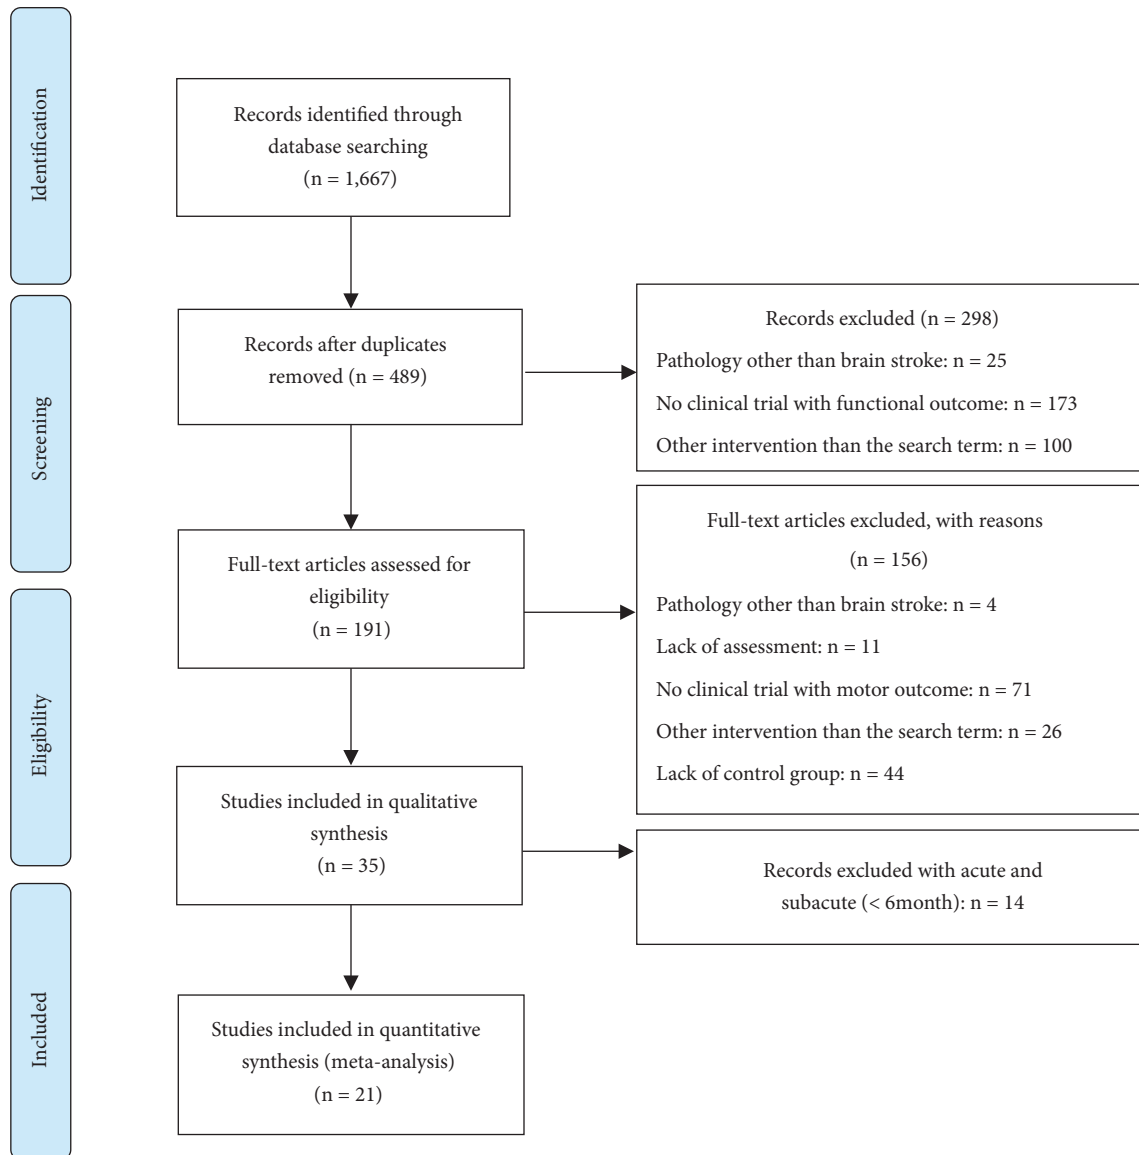 Identification
Records identified through
database searching
(n = 1,667)
Screening
Records after duplicates
removed (n = 489)
Records excluded (n = 298)
Pathology other than brain stroke: n = 25
No clinical trial with functional outcome: n = 173
Other intervention than the search term: n = 100
Full-text articles assessed for
eligibility
(n = 191)
Full-text articles excluded, with reasons
(n = 156)
Pathology other than brain stroke: n = 4
Lack of assessment: n = 11
No clinical trial with motor outcome: n = 71
Other intervention than the search term: n = 26
Lack of control group: n = 44
Eligibility
Studies included in qualitative
synthesis
(n = 35)
Records excluded with acute and
subacute (< 6month): n = 14
Included
Studies included in quantitative
synthesis (meta-analysis)
(n = 21)